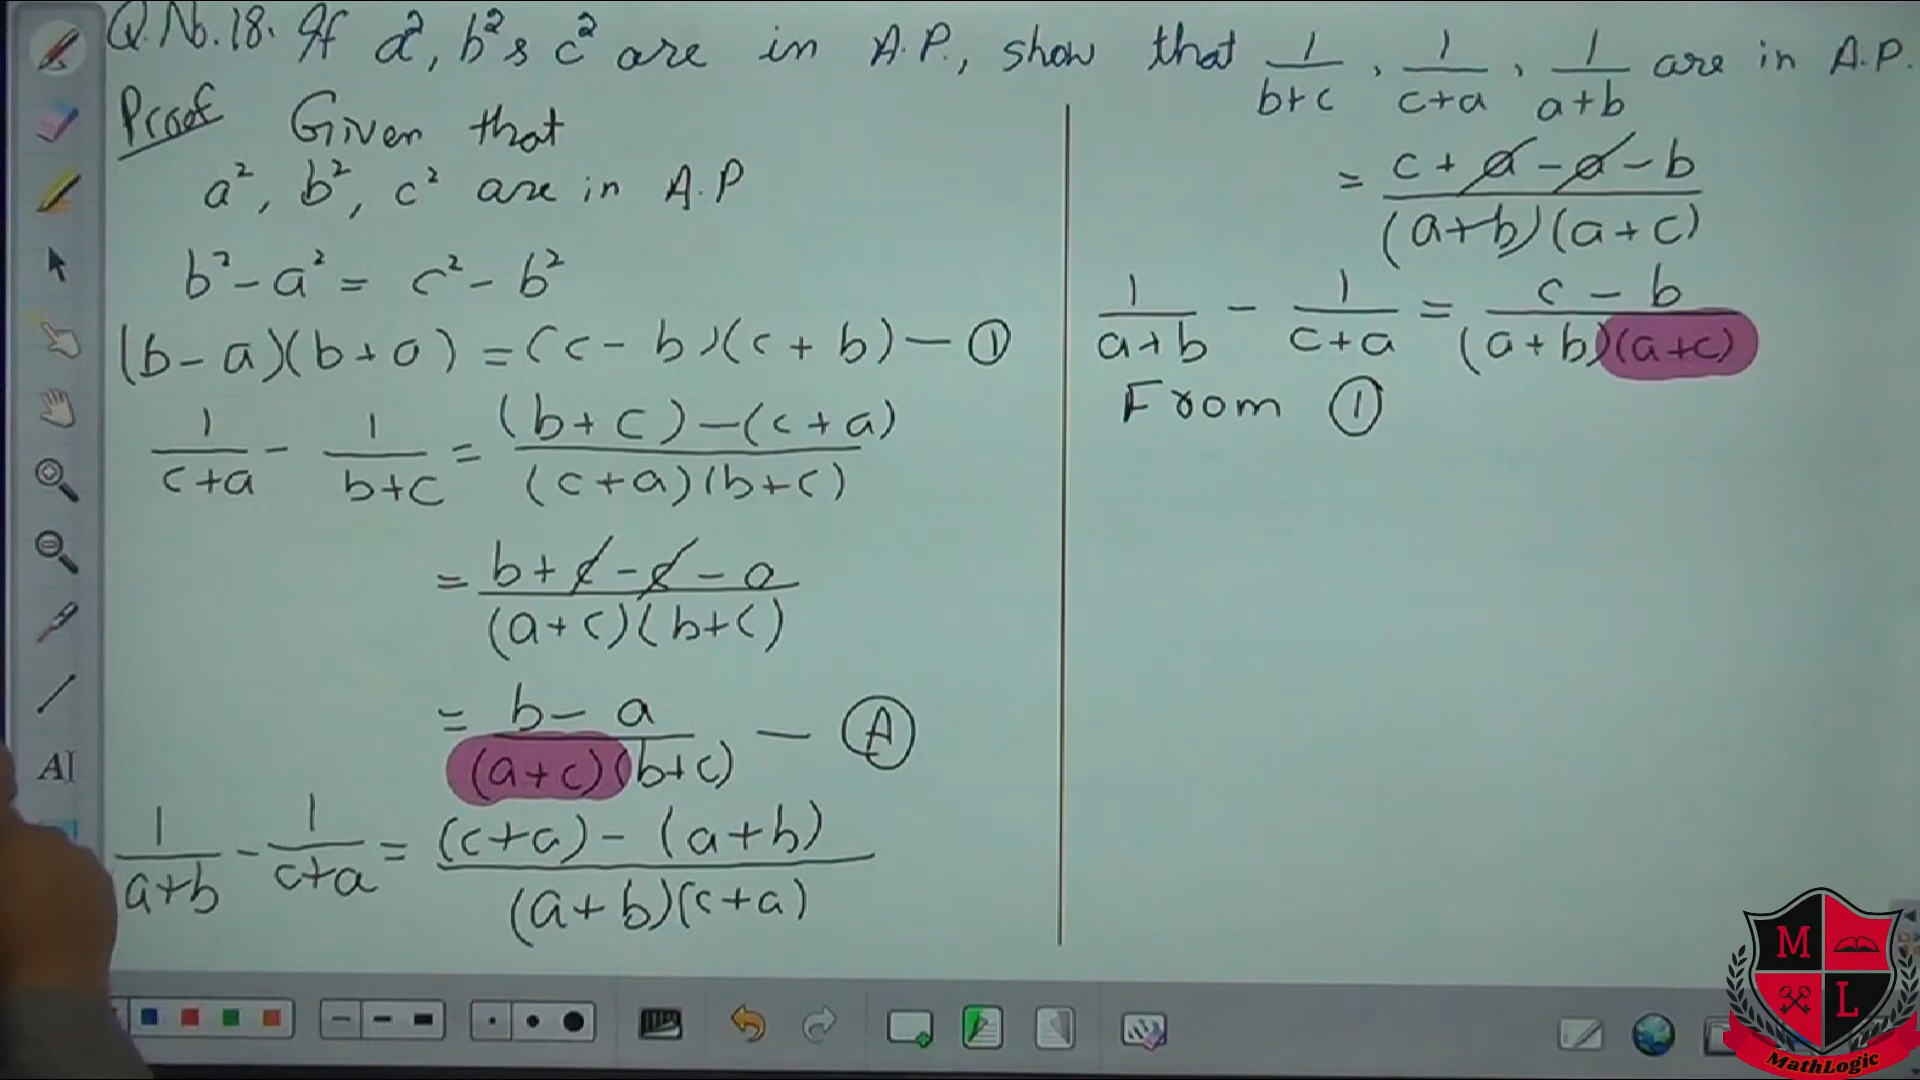 Q.No.18. If a², b² & c² are in A.P., show that 1/(b+c), 1/(c+a), 1/(a+b) are in A.P.
Proof Given that
a², b², c² are in A.P
b² - a² = c² - b²
(b-a)(b+a) = (c-b)(c+b) — ①
1/(c+a) - 1/(b+c) = ((b+c)-(c+a))/((c+a)(b+c))
= (b+c-c-a)/((a+c)(b+c))
= (b-a)/((a+c)(b+c)) — Ⓐ
1/(a+b) - 1/(c+a) = ((c+a)-(a+b))/((a+b)(c+a))
= (c+a-a-b)/((a+b)(a+c))
1/(a+b) - 1/(c+a) = (c-b)/((a+b)(a+c))
From ①
AI
M
L
MathLogic